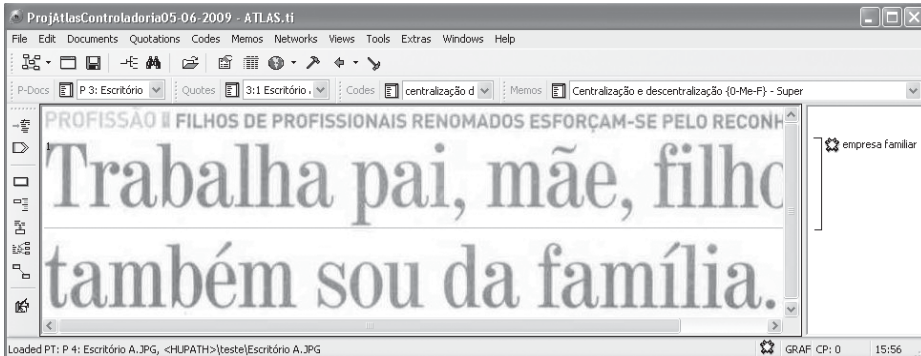 ProjAtlasControladoria05-06-2009 - ATLAS.ti
File Edit Documents Quotations Codes Memos Networks Views Tools Extras Windows Help
P-Docs P 3: Escritório Quotes 3:1 Escritório . Codes centralização d Memos Centralização e descentralização {0-Me-F} - Super
PROFISSÃO II FILHOS DE PROFISSIONAIS RENOMADOS ESFORÇAM-SE PELO RECONH
1 Trabalha pai, mãe, filho
empresa familiar
também sou da família.
Loaded PT: P 4: Escritório A.JPG, <HUPATH>\teste\Escritório A.JPG GRAF CP: 0 15:56